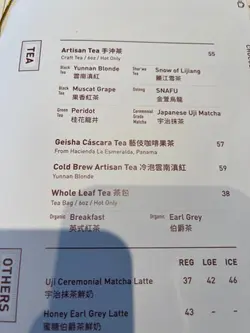 TEA
Artisan Tea 手沖茶 55
Craft Tea / 6oz / Hot Only
Black Tea Yunnan Blonde Snow of Lijiang
雲南滇紅 麗江雪茶
Black Tea Muscat Grape Oolong SNAFU
果香紅茶 金萱烏龍
Green Tea Peridot Ceremonial Grade Matcha Japanese Uji Matcha
桂花龍井 宇治抹茶
Geisha Cáscara Tea 藝伎咖啡果茶 57
From Hacienda La Esmeralda, Panama
Cold Brew Artisan Tea 冷泡雲南滇紅 59
Yunnan Blonde
Whole Leaf Tea 茶包 38
Tea Bag / 8oz / Hot Only
Organic Breakfast Organic Earl Grey
英式紅茶 伯爵茶
OTHERS
REG LGE ICE
Uji Ceremonial Matcha Latte 37 42 46
宇治抹茶鮮奶
Honey Earl Grey Latte 43 - -
蜜糖伯爵茶鮮奶